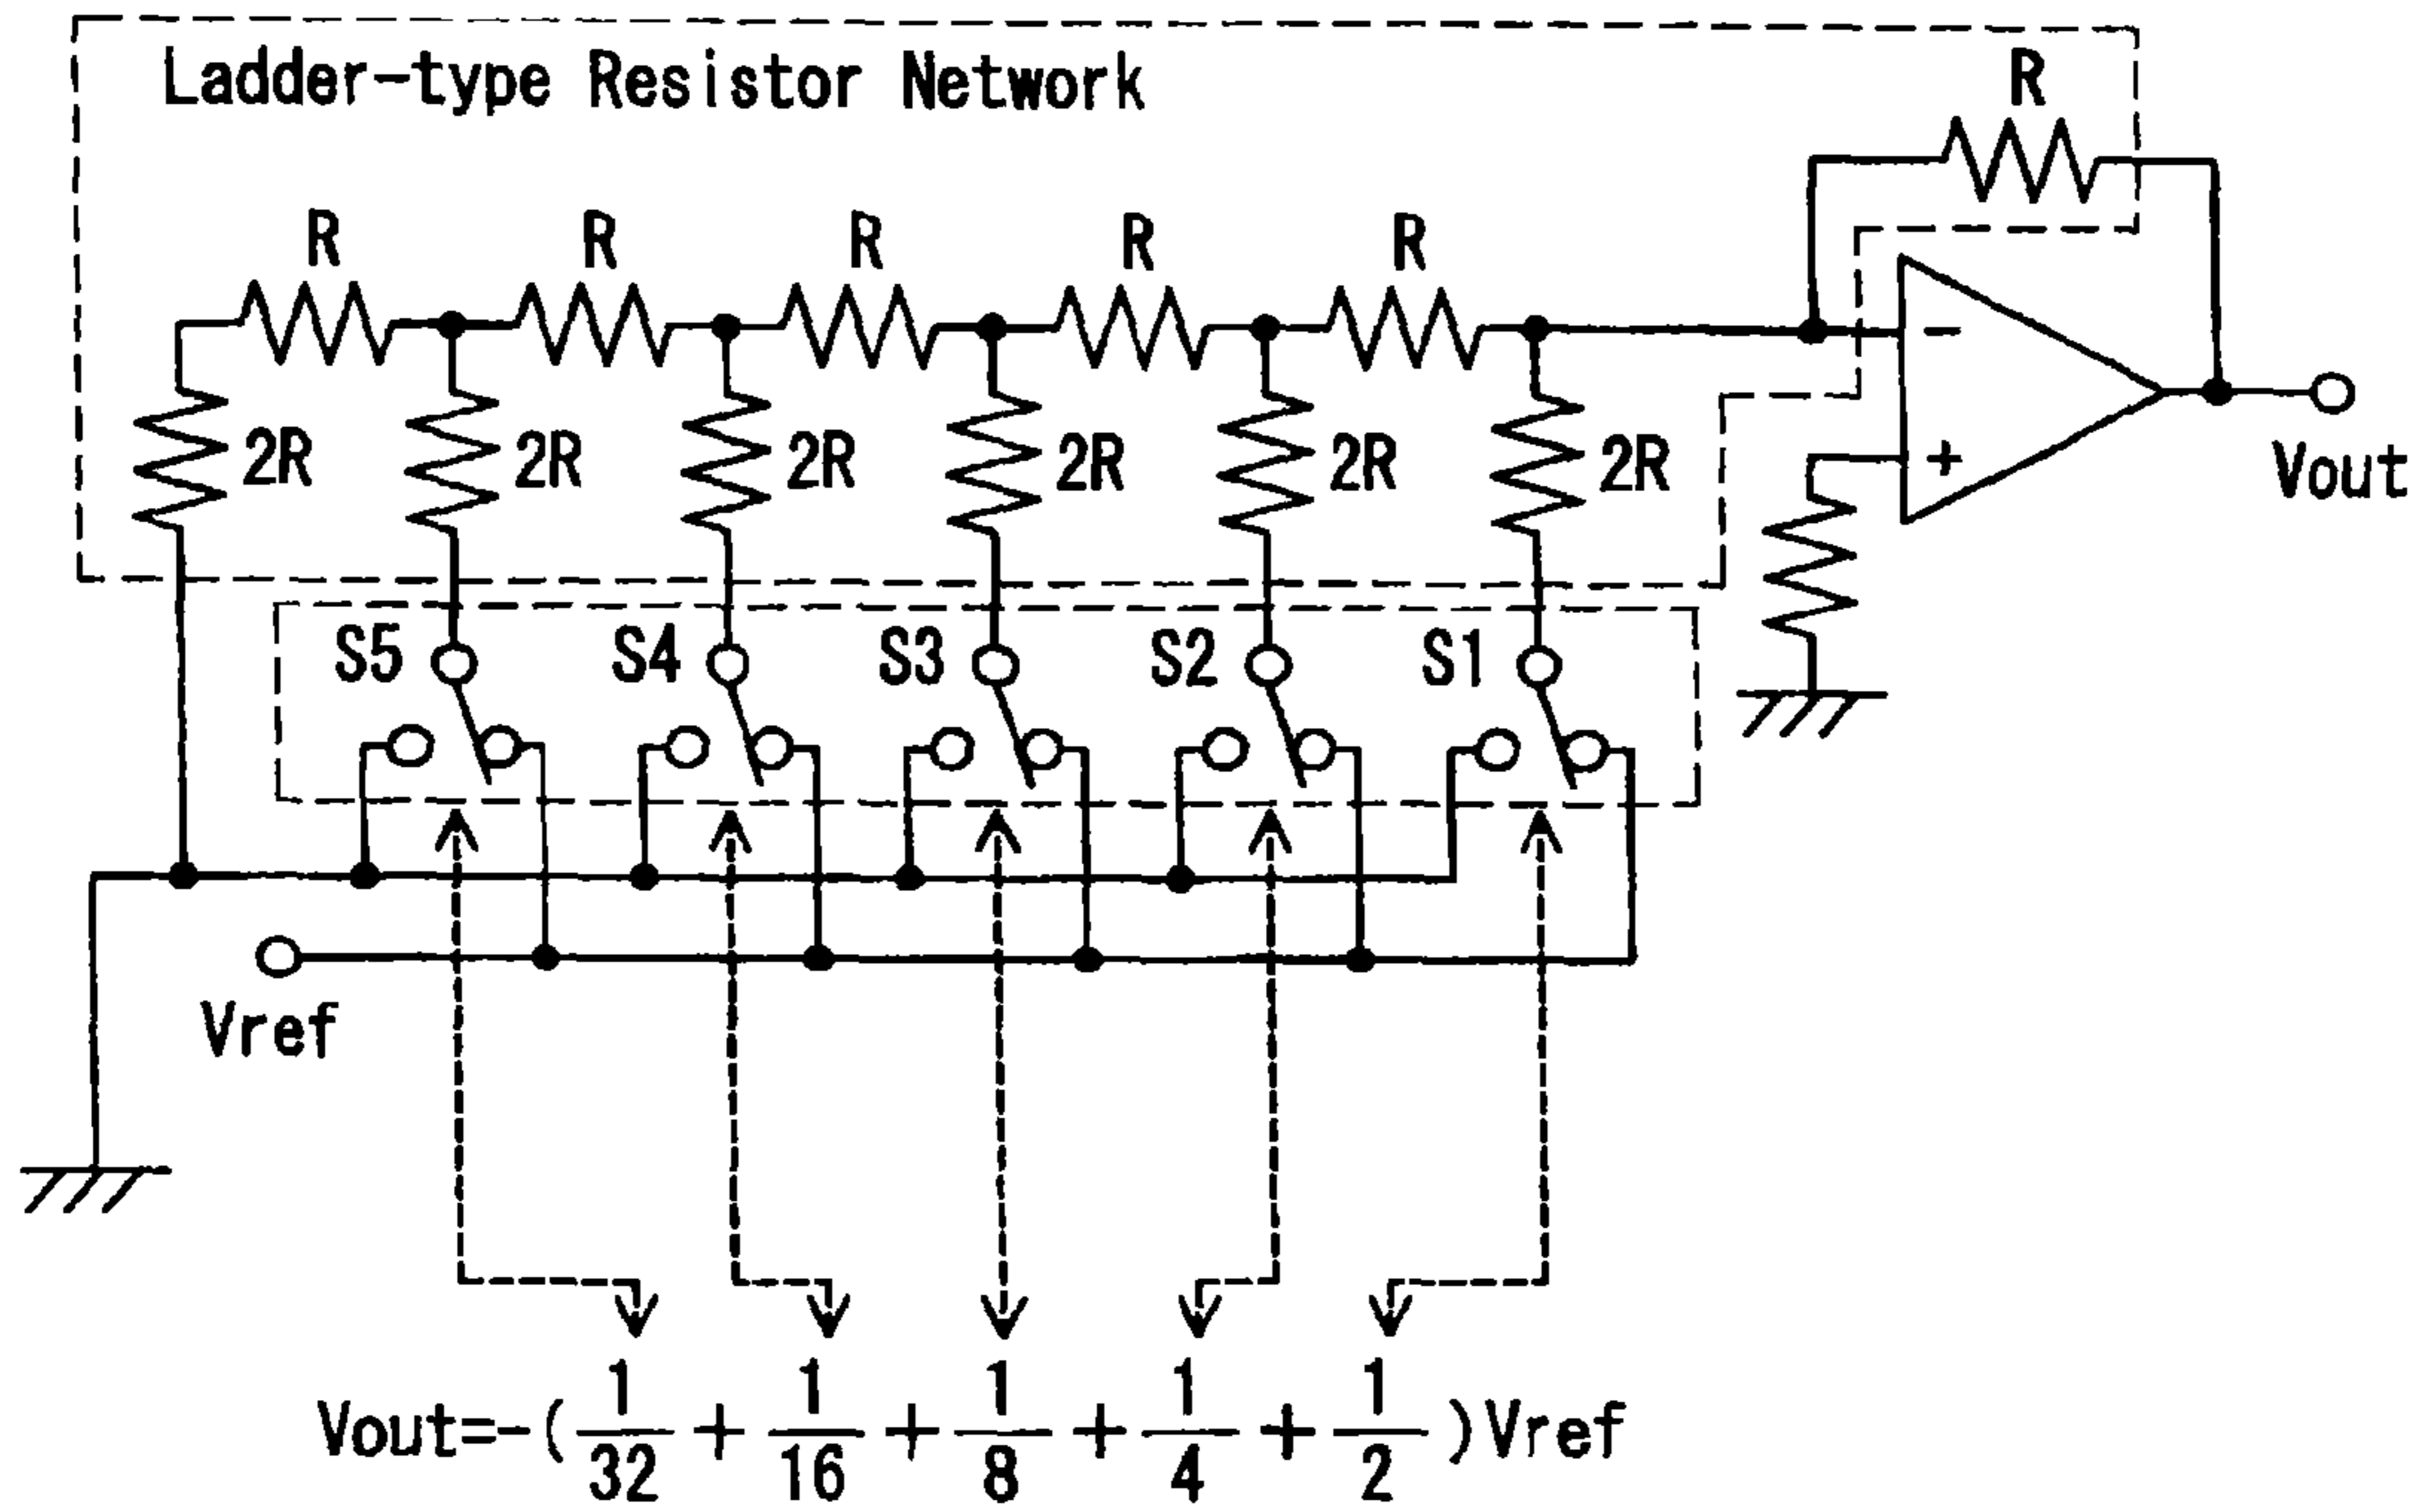 Ladder-type Resistor Network
R
R R R R R
2R 2R 2R 2R 2R 2R
- +
Vout
S5 S4 S3 S2 S1
Vref
Vout=-(1/32+1/16+1/8+1/4+1/2)Vref